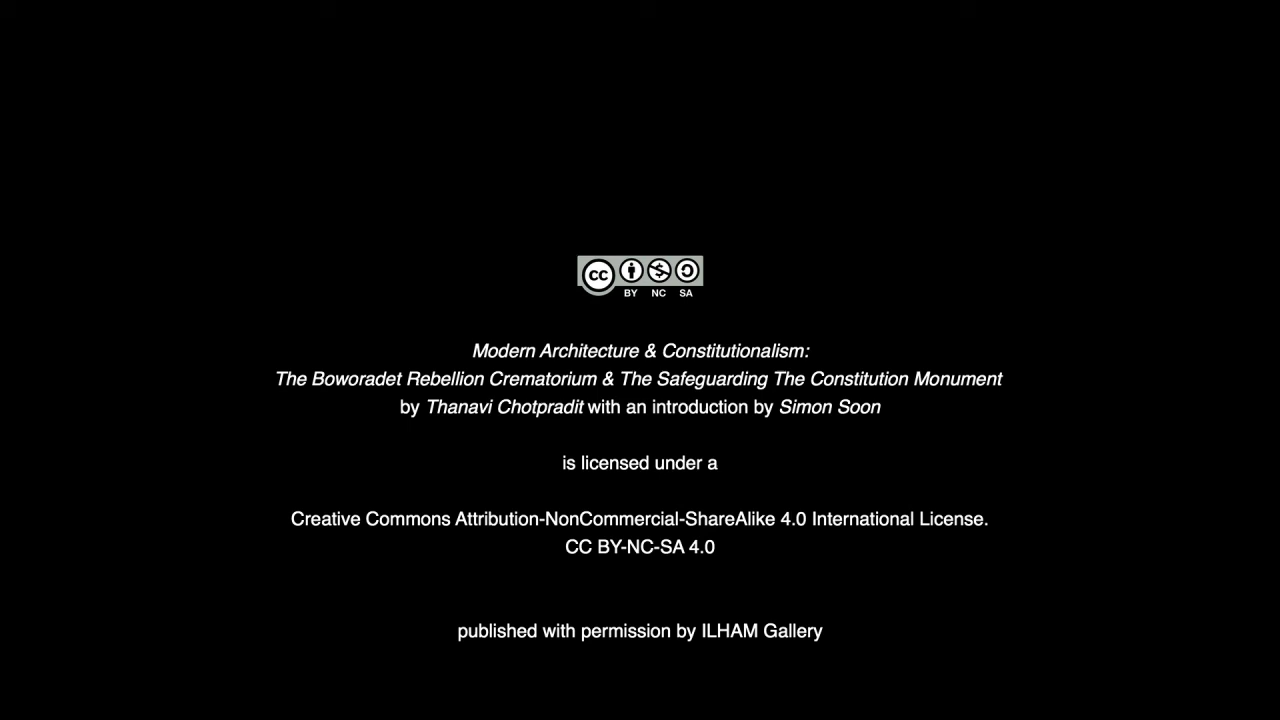 cc
BY NC SA
Modern Architecture & Constitutionalism:
The Boworadet Rebellion Crematorium & The Safeguarding The Constitution Monument
by Thanavi Chotpradit with an introduction by Simon Soon
is licensed under a
Creative Commons Attribution-NonCommercial-ShareAlike 4.0 International License.
CC BY-NC-SA 4.0
published with permission by ILHAM Gallery